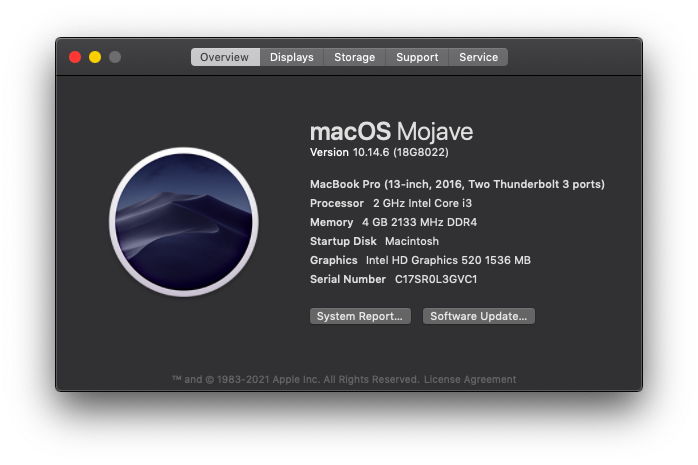 Overview Displays Storage Support Service
macOS Mojave
Version 10.14.6 (18G8022)
MacBook Pro (13-inch, 2016, Two Thunderbolt 3 ports)
Processor 2 GHz Intel Core i3
Memory 4 GB 2133 MHz DDR4
Startup Disk Macintosh
Graphics Intel HD Graphics 520 1536 MB
Serial Number C17SR0L3GVC1
System Report... Software Update...
™ and © 1983-2021 Apple Inc. All Rights Reserved. License Agreement